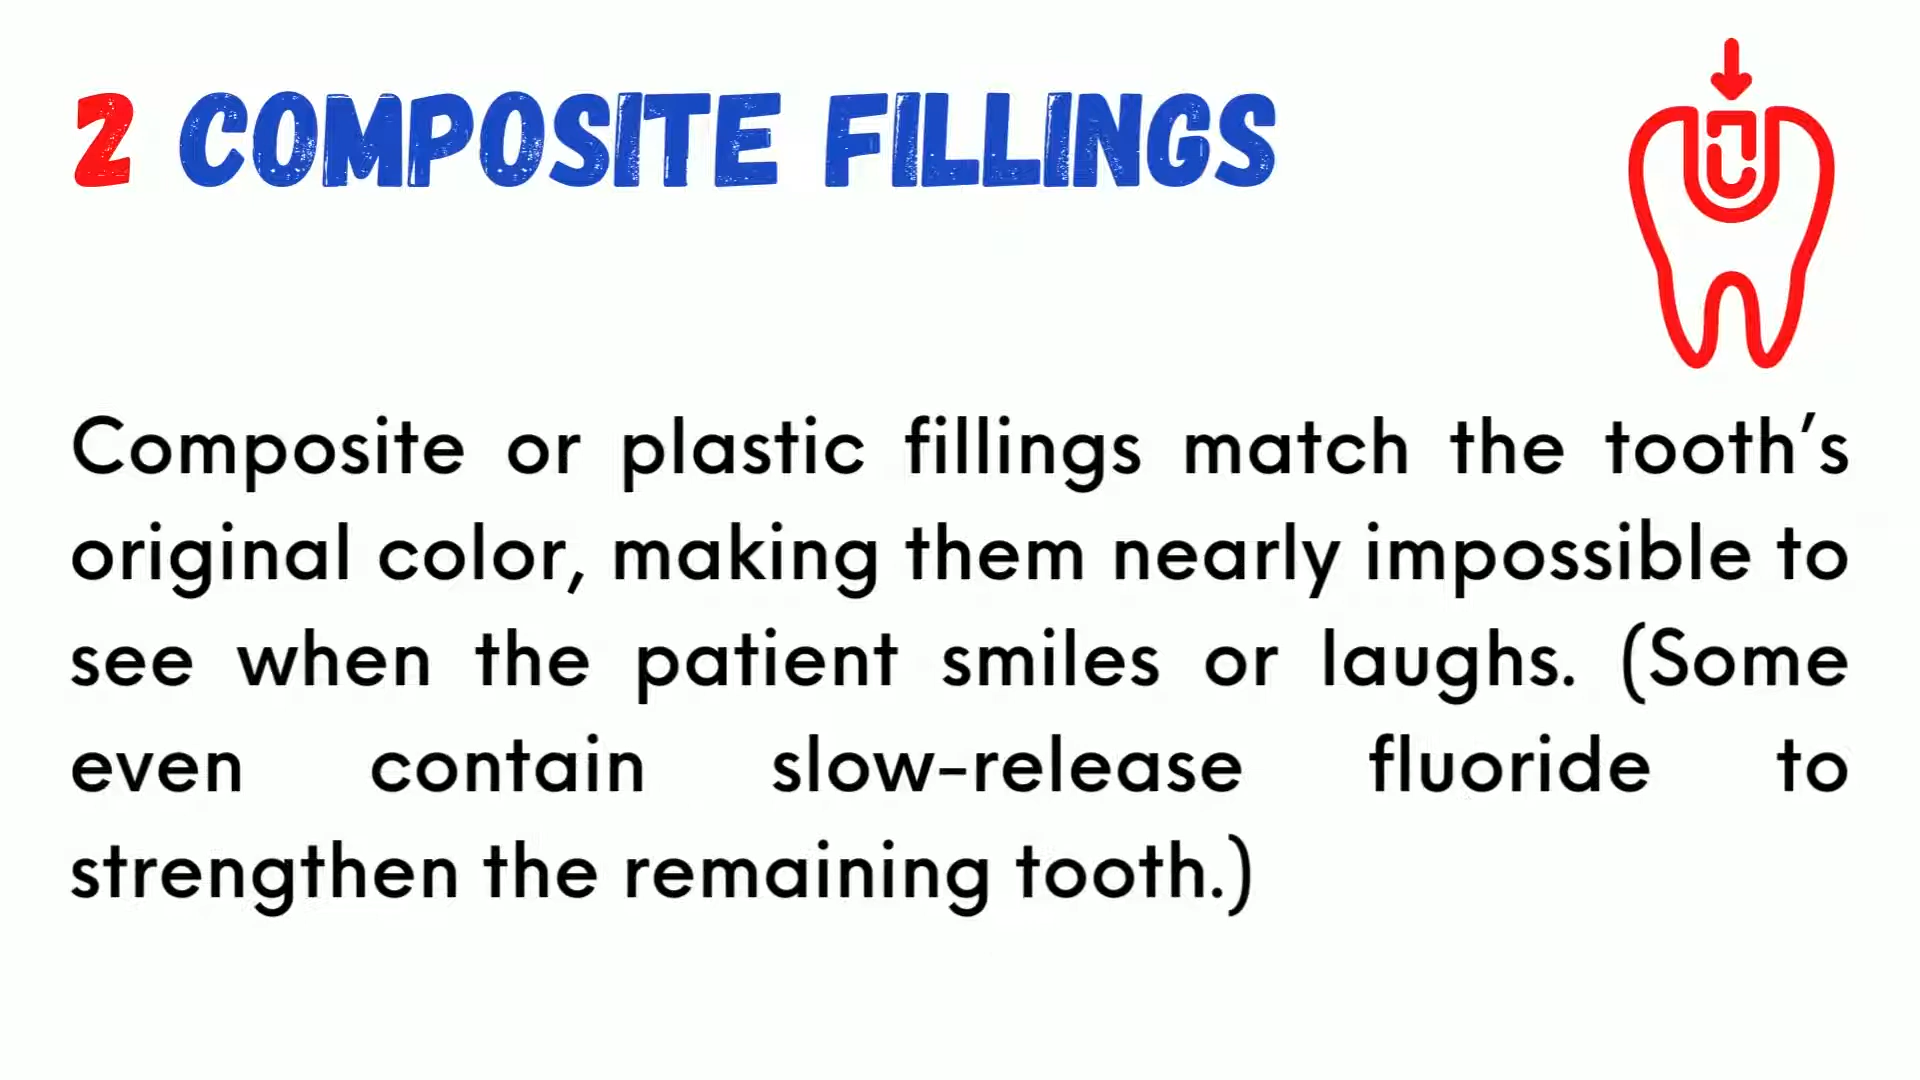 2 COMPOSITE FILLINGS
Composite or plastic fillings match the tooth’s
original color, making them nearly impossible to
see when the patient smiles or laughs. (Some
even contain slow-release fluoride to
strengthen the remaining tooth.)